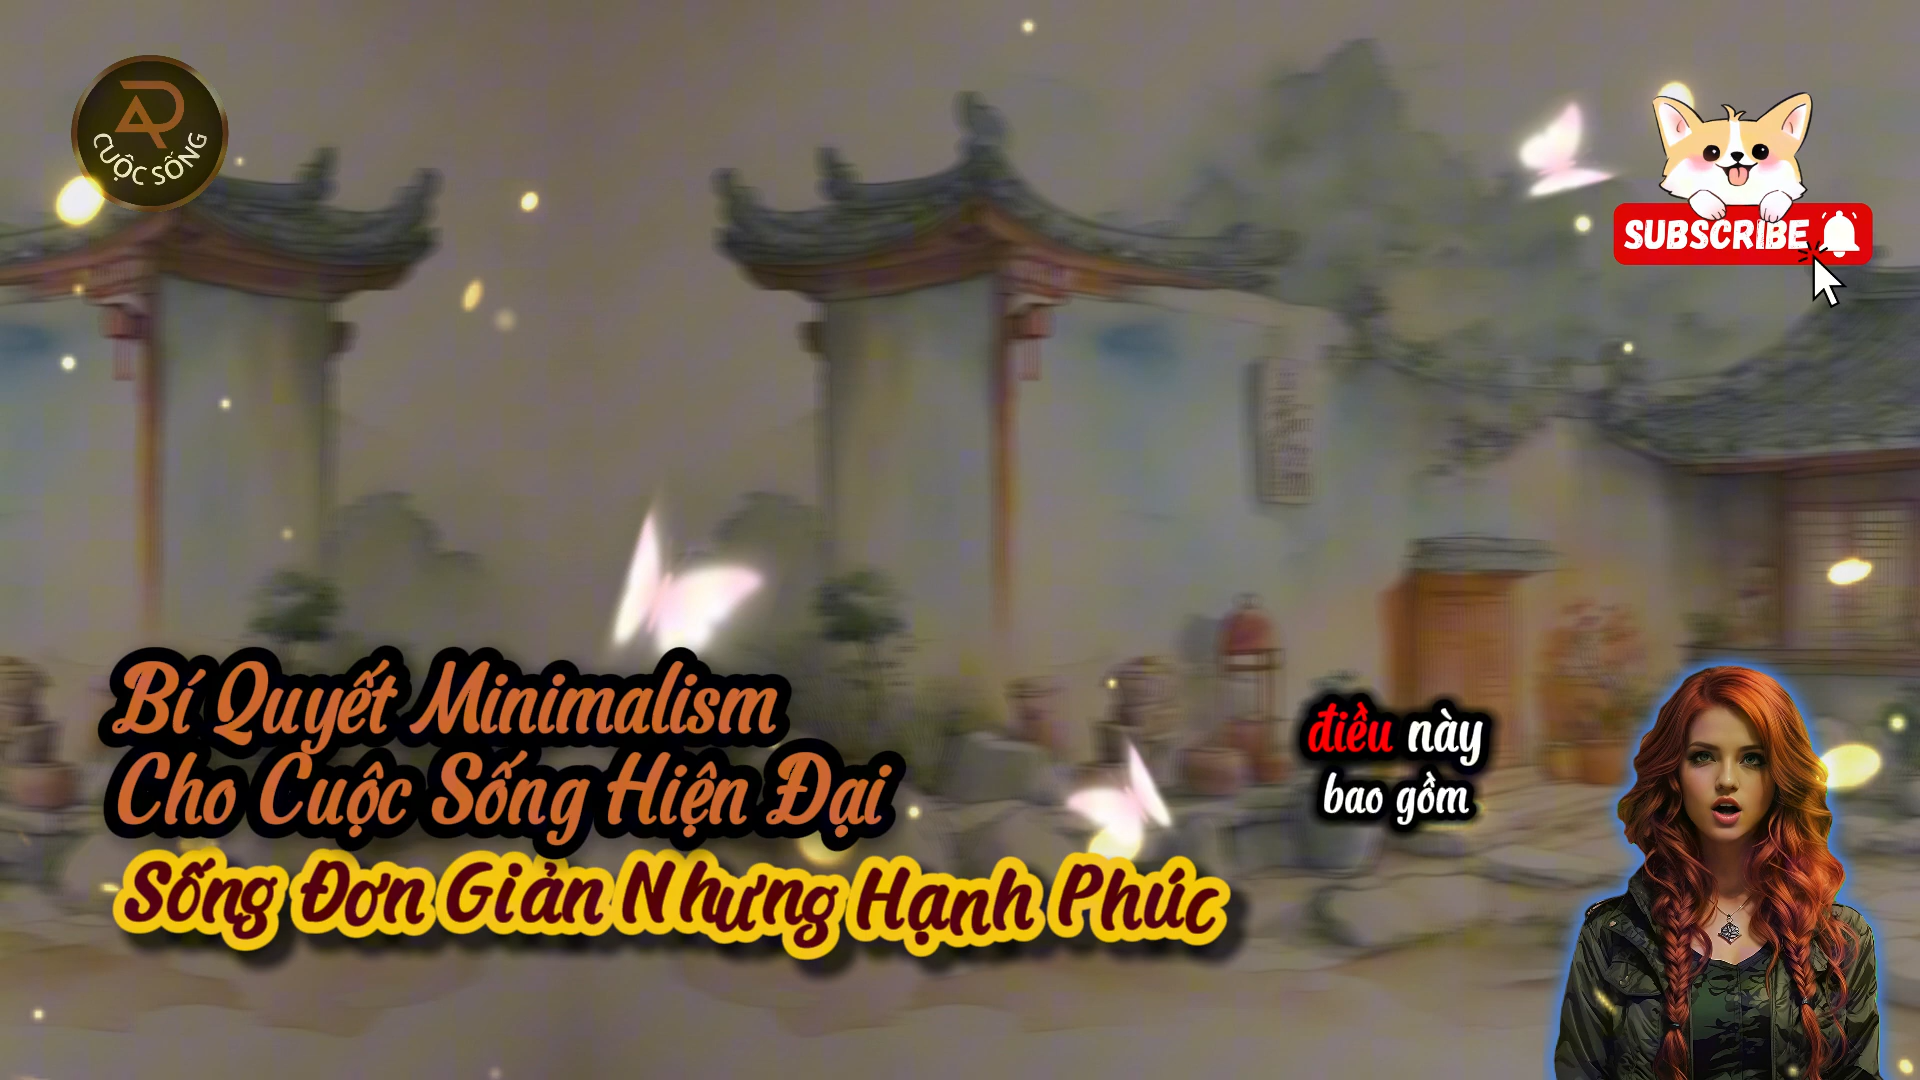 CUỘC SỐNG
SUBSCRIBE
Bí Quyết Minimalism
Cho Cuộc Sống Hiện Đại
Sống Đơn Giản Nhưng Hạnh Phúc
điều này
bao gồm